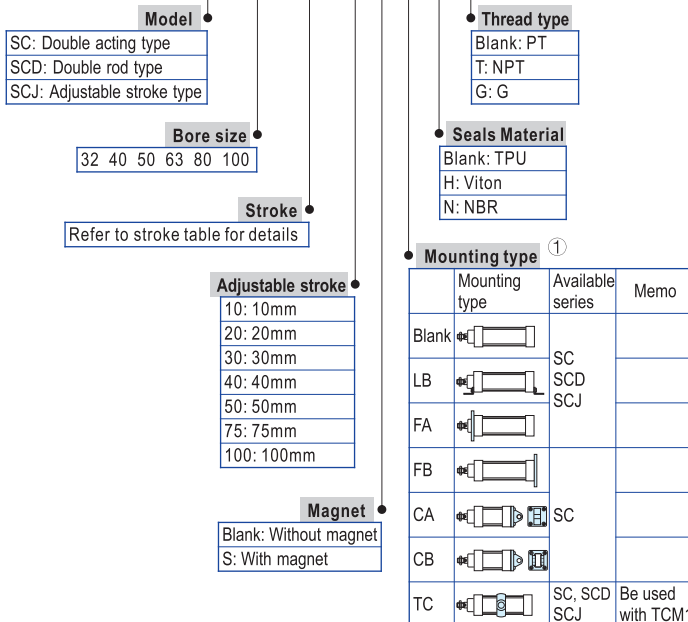 Model
SC: Double acting type
SCD: Double rod type
SCJ: Adjustable stroke type
Bore size
32 40 50 63 80 100
Stroke
Refer to stroke table for details
Adjustable stroke
10: 10mm
20: 20mm
30: 30mm
40: 40mm
50: 50mm
75: 75mm
100: 100mm
Magnet
Blank: Without magnet
S: With magnet
Thread type
Blank: PT
T: NPT
G: G
Seals Material
Blank: TPU
H: Viton
N: NBR
Mounting type ①
Mounting type
Available series
Memo
Blank
LB
FA
SC
SCD
SCJ
FB
CA
CB
SC
TC
SC, SCD
SCJ
Be used
with TCM1